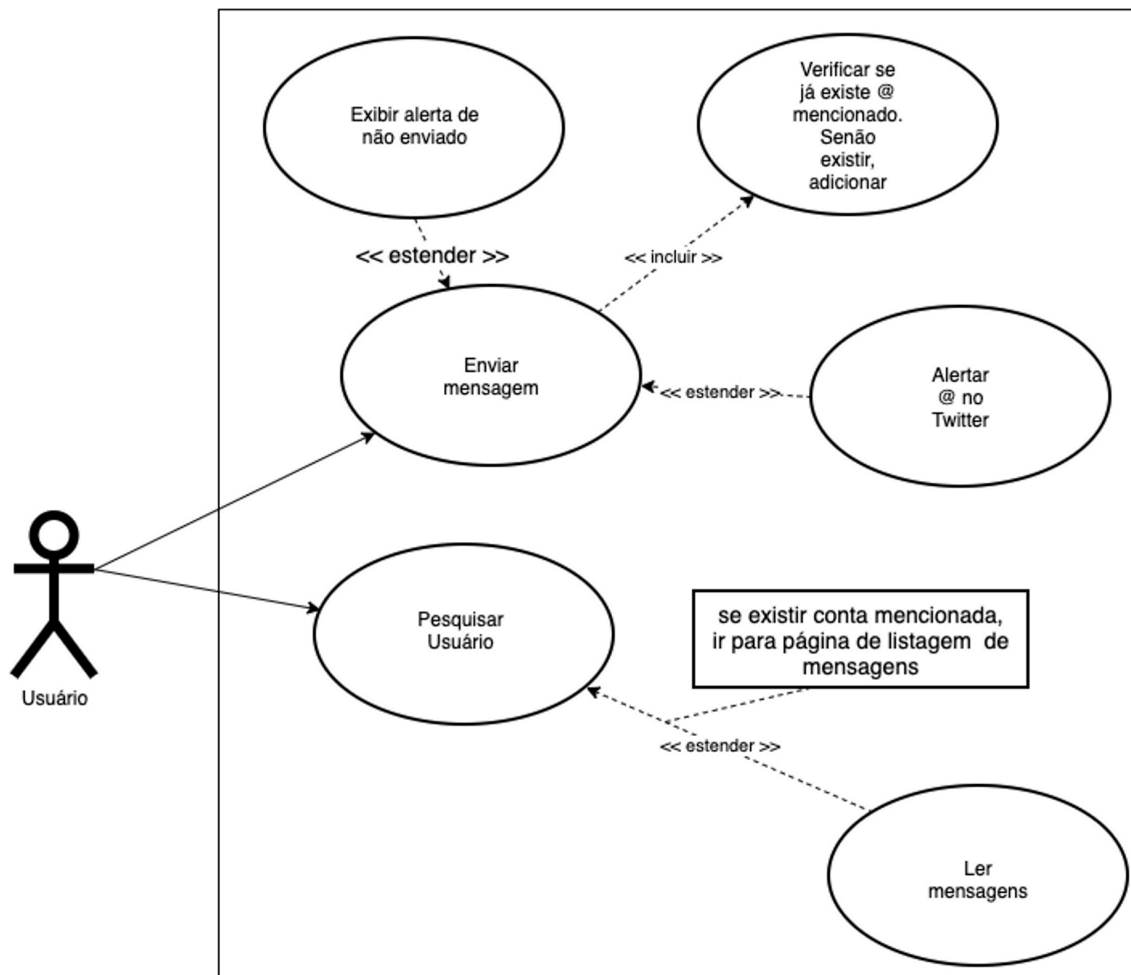 Exibir alerta de
não enviado
Verificar se
já existe @
mencionado.
Senão
existir,
adicionar
<< estender >>
<< incluir >>
Enviar
mensagem
<< estender >>
Alertar
@ no
Twitter
Usuário
Pesquisar
Usuário
se existir conta mencionada,
ir para página de listagem de
mensagens
<< estender >>
Ler
mensagens